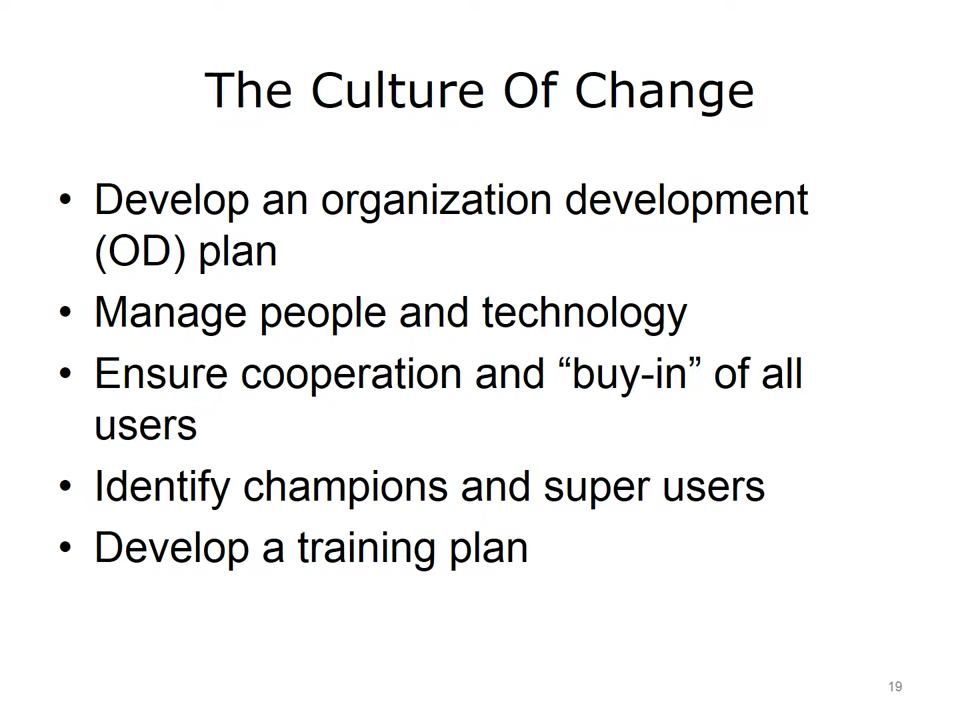 The Culture Of Change
• Develop an organization development
(OD) plan
• Manage people and technology
• Ensure cooperation and “buy-in” of all
users
• Identify champions and super users
• Develop a training plan
19